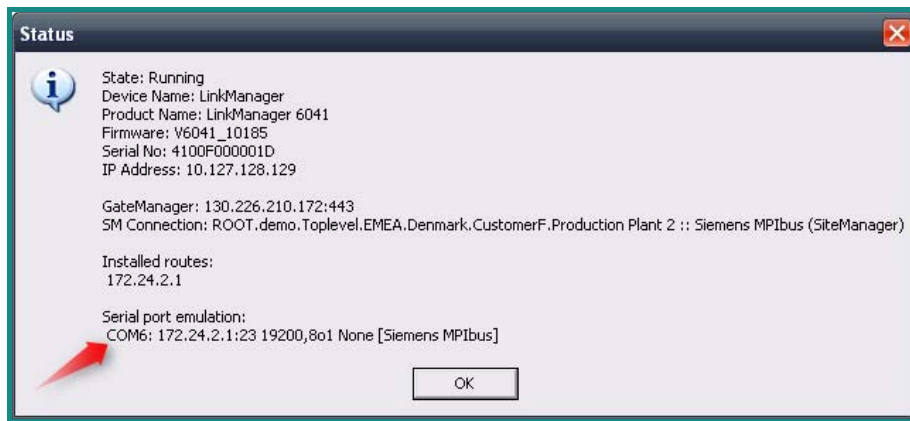 Status
State: Running
Device Name: LinkManager
Product Name: LinkManager 6041
Firmware: V6041_10185
Serial No: 4100F000001D
IP Address: 10.127.128.129
GateManager: 130.226.210.172:443
SM Connection: ROOT.demo.Toplevel.EMEA.Denmark.CustomerF.Production Plant 2 :: Siemens MPIbus (SiteManager)
Installed routes:
172.24.2.1
Serial port emulation:
COM6: 172.24.2.1:23 19200,8o1 None [Siemens MPIbus]
OK